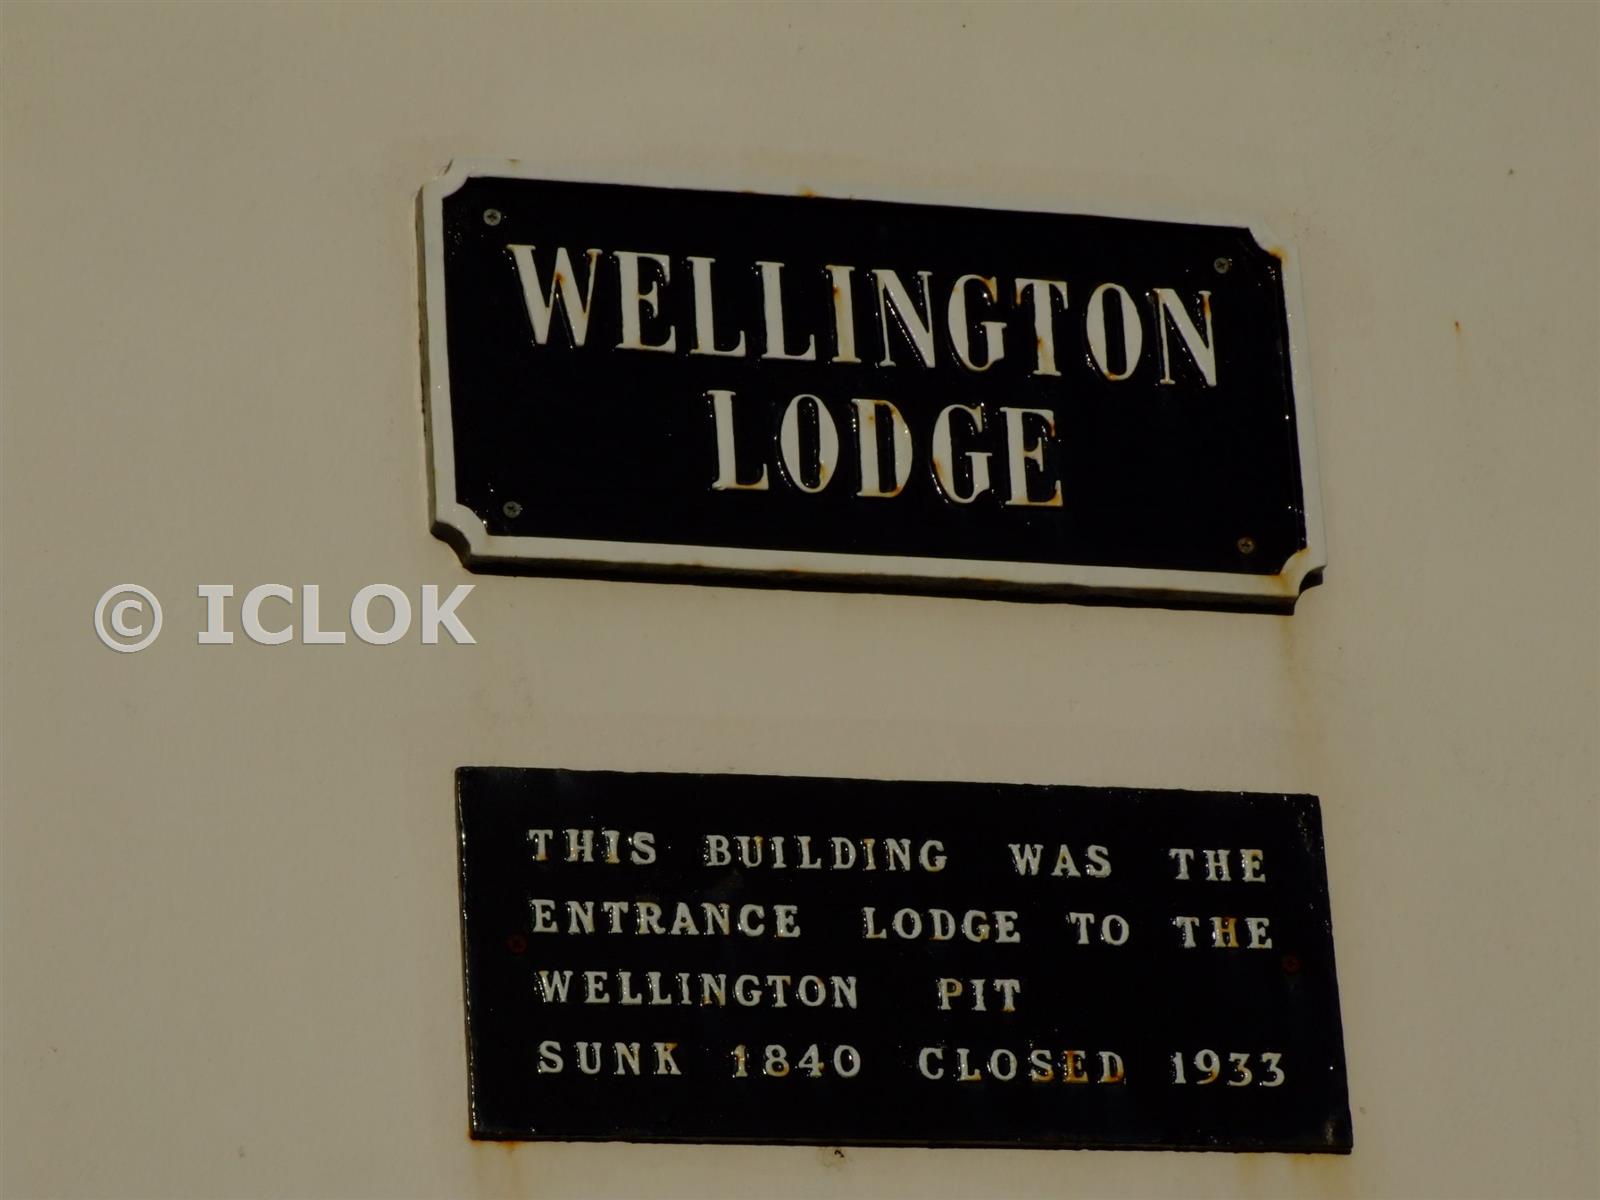 WELLINGTON
LODGE
© ICLOK
THIS BUILDING WAS THE
ENTRANCE LODGE TO THE
WELLINGTON PIT
SUNK 1840 CLOSED 1933